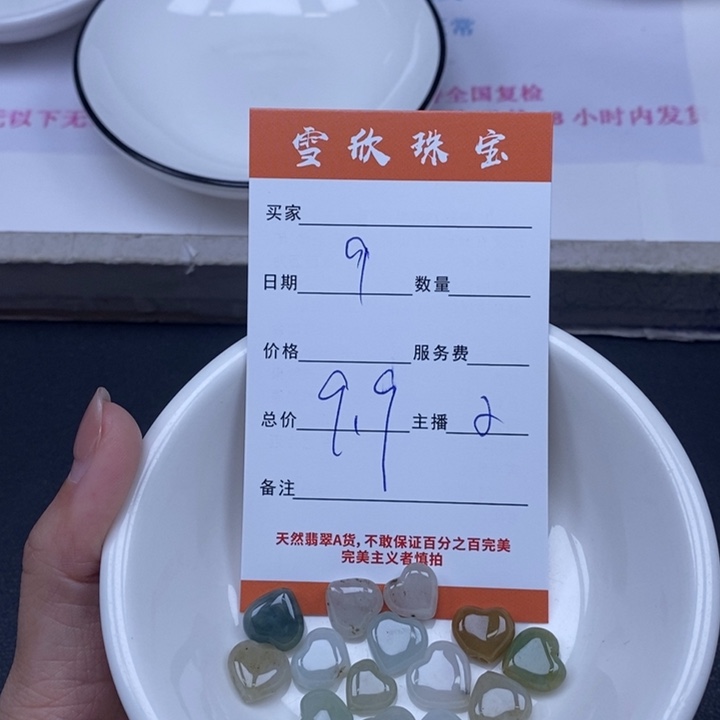 常
全国复检
小时内发货
以下无
雪欣珠宝
买家
日期 9 数量
价格 服务费
总价 9.9 主播 2
备注
天然翡翠A货,不敢保证百分之百完美
完美主义者慎拍